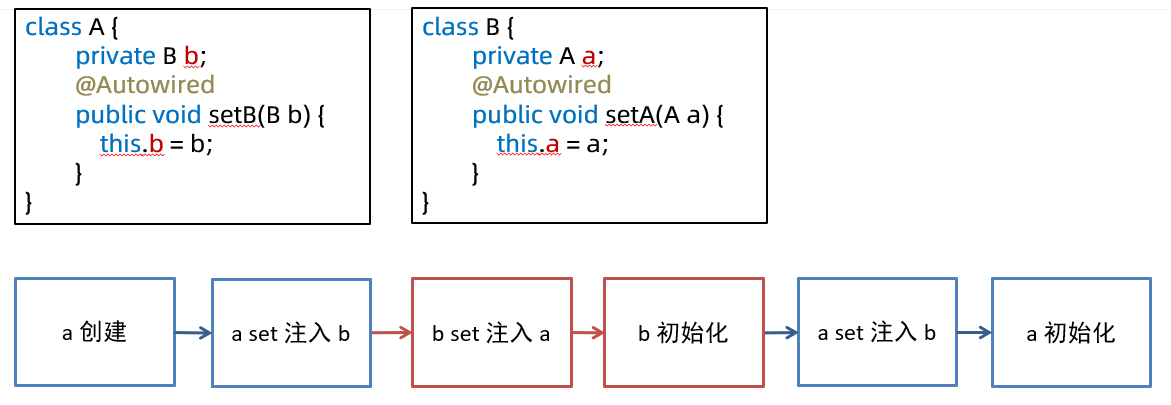 class A {
private B b;
@Autowired
public void setB(B b) {
this.b = b;
}
}
class B {
private A a;
@Autowired
public void setA(A a) {
this.a = a;
}
}
a 创建
a set 注入 b
b set 注入 a
b 初始化
a set 注入 b
a 初始化